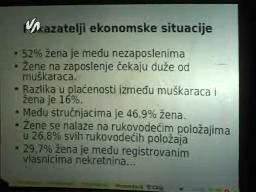 Pokazatelji ekonomske situacije
52% žena je među nezaposlenima
Žene na zaposlenje čekaju duže od
muškaraca.
Razlika u plaćenosti između muškaraca i
žena je 16%.
Među stručnjacima je 46.9% žena.
Žene se nalaze na rukovodećim položajima
u 26.8% svih rukovodećih položaja
29,7% žena je među registrovanim
vlasnicima nekretnina...